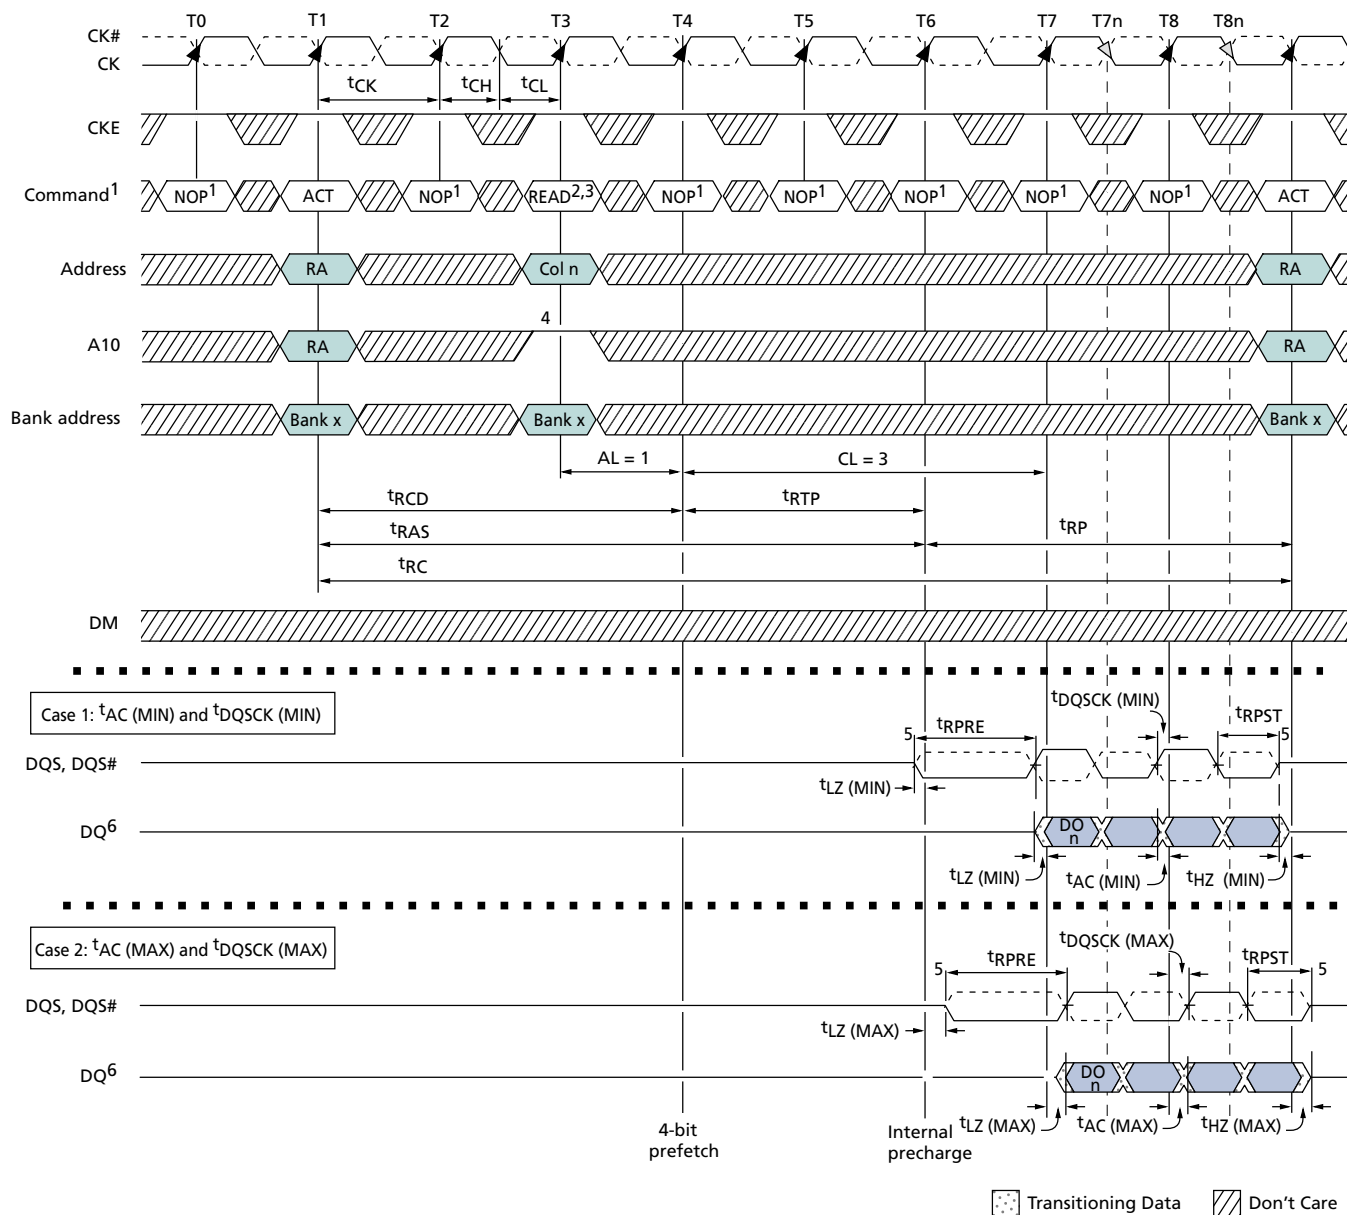 T0 T1 T2 T3 T4 T5 T6 T7 T7n T8 T8n
CK#
CK
tCK tCH tCL
CKE
Command1 NOP1 ACT NOP1 READ2,3 NOP1 NOP1 NOP1 NOP1 NOP1 ACT
Address RA Col n RA
4
A10 RA RA
Bank address Bank x Bank x Bank x
AL = 1 CL = 3
tRCD tRTP
tRAS tRP
tRC
DM
Case 1: tAC (MIN) and tDQSCK (MIN)
tDQSCK (MIN)
5 tRPRE tRPST 5
DQS, DQS#
tLZ (MIN)
DQ6 DO
n
tLZ (MIN) tAC (MIN) tHZ (MIN)
Case 2: tAC (MAX) and tDQSCK (MAX)
tDQSCK (MAX)
5 tRPRE tRPST 5
DQS, DQS#
tLZ (MAX)
DQ6 DO
n
tLZ (MAX) tAC (MAX) tHZ (MAX)
4-bit
prefetch
Internal
precharge
Transitioning Data Don't Care